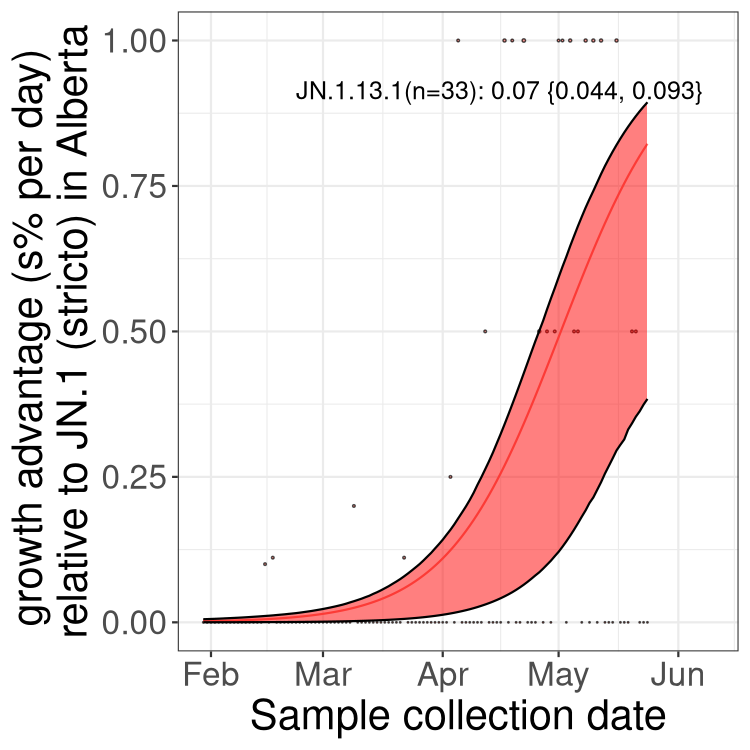 growth advantage (s% per day)
relative to JN.1 (stricto) in Alberta
1.00
0.75
0.50
0.25
0.00
JN.1.13.1(n=33): 0.07 {0.044, 0.093}
Feb Mar Apr May Jun
Sample collection date